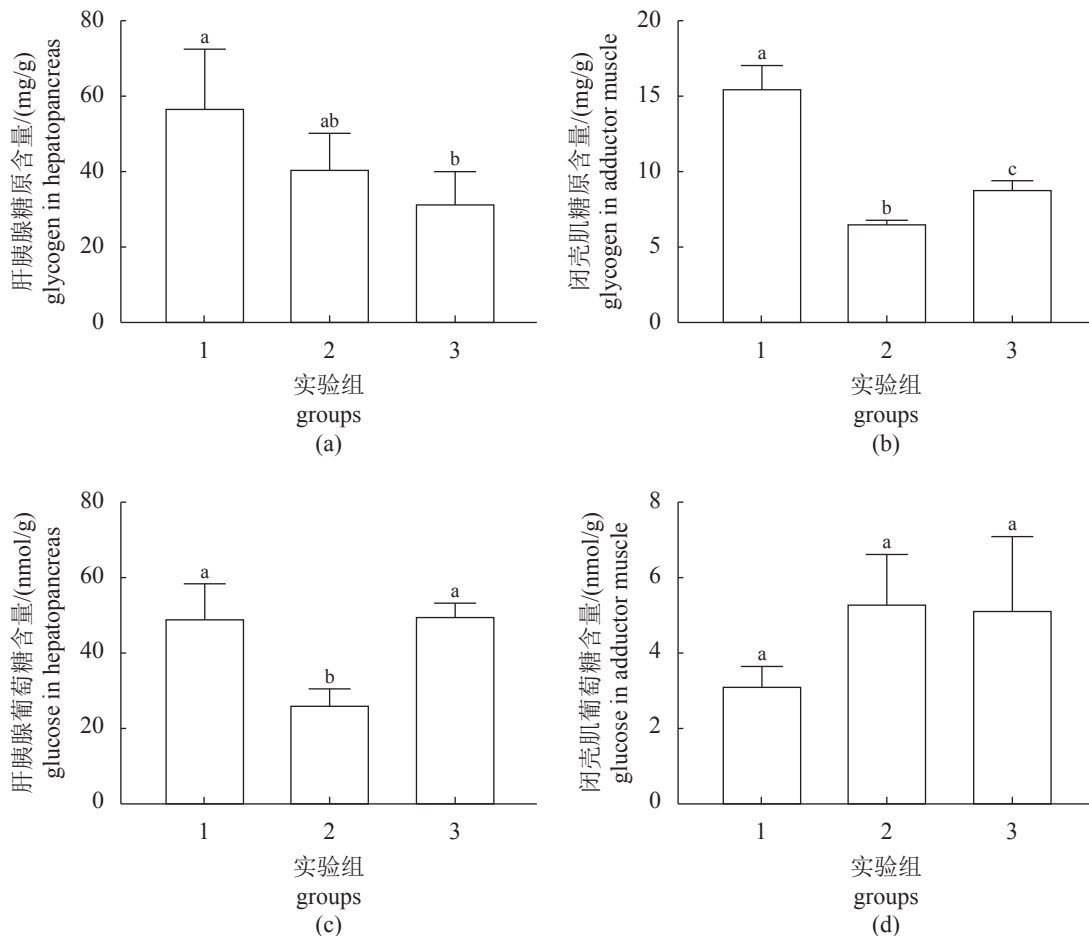 肝胰腺糖原含量/(mg/g)
glycogen in hepatopancreas
80
60
40
20
0
a
ab
b
1
2
3
实验组
groups
(a)
闭壳肌糖原含量/(mg/g)
glycogen in adductor muscle
20
15
10
5
0
a
b
c
1
2
3
实验组
groups
(b)
肝胰腺葡萄糖含量/(nmol/g)
glucose in hepatopancreas
80
60
40
20
0
a
b
a
1
2
3
实验组
groups
(c)
闭壳肌葡萄糖含量/(nmol/g)
glucose in adductor muscle
8
6
4
2
0
a
a
a
1
2
3
实验组
groups
(d)